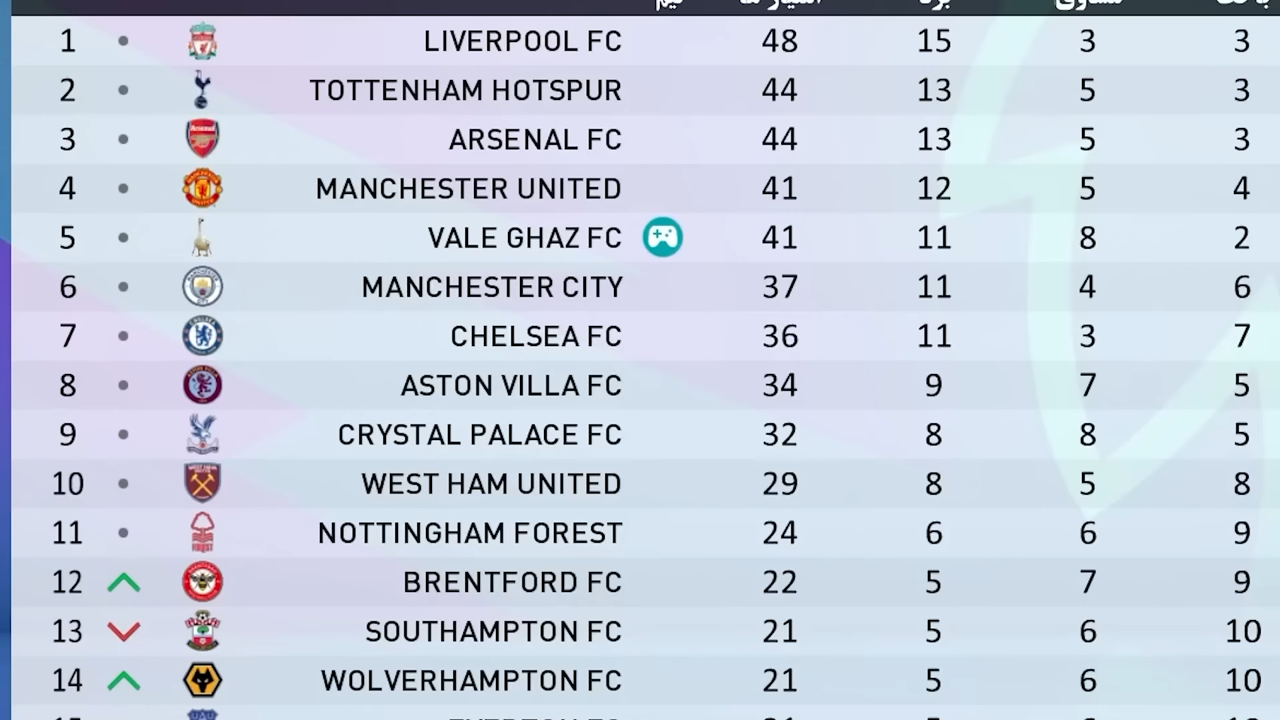 1 LIVERPOOL FC 48 15 3 3
2 TOTTENHAM HOTSPUR 44 13 5 3
3 ARSENAL FC 44 13 5 3
4 MANCHESTER UNITED 41 12 5 4
5 VALE GHAZ FC 41 11 8 2
6 MANCHESTER CITY 37 11 4 6
7 CHELSEA FC 36 11 3 7
8 ASTON VILLA FC 34 9 7 5
9 CRYSTAL PALACE FC 32 8 8 5
10 WEST HAM UNITED 29 8 5 8
11 NOTTINGHAM FOREST 24 6 6 9
12 BRENTFORD FC 22 5 7 9
13 SOUTHAMPTON FC 21 5 6 10
14 WOLVERHAMPTON FC 21 5 6 10